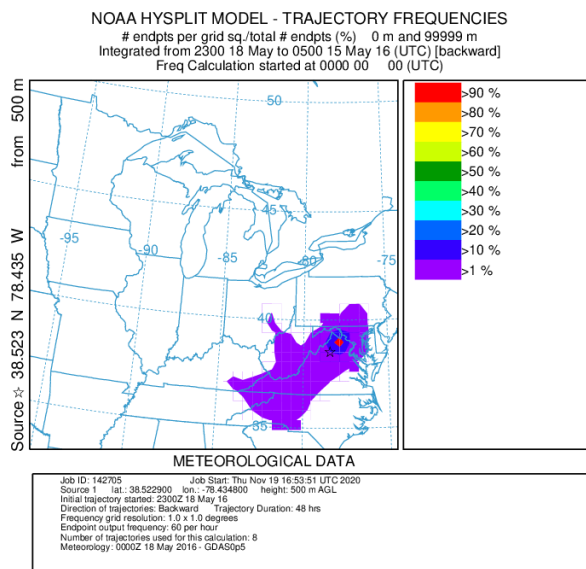 NOAA HYSPLIT MODEL - TRAJECTORY FREQUENCIES
# endpts per grid sq./total # endpts (%) 0 m and 99999 m
Integrated from 2300 18 May to 0500 15 May 16 (UTC) [backward]
Freq Calculation started at 0000 00 00 (UTC)
Source ☆ 38.523 N 78.435 W from 500 m
50
45
-95
-90
-85
-80
-75
40
35
>90 %
>80 %
>70 %
>60 %
>50 %
>40 %
>30 %
>20 %
>10 %
>1 %
METEOROLOGICAL DATA
Job ID: 142705 Job Start: Thu Nov 19 16:53:51 UTC 2020
Source 1 lat.: 38.522900 lon.: -78.434800 height: 500 m AGL
Initial trajectory started: 2300Z 18 May 16
Direction of trajectories: Backward Trajectory Duration: 48 hrs
Frequency grid resolution: 1.0 x 1.0 degrees
Endpoint output frequency: 60 per hour
Number of trajectories used for this calculation: 8
Meteorology: 0000Z 18 May 2016 - GDAS0p5